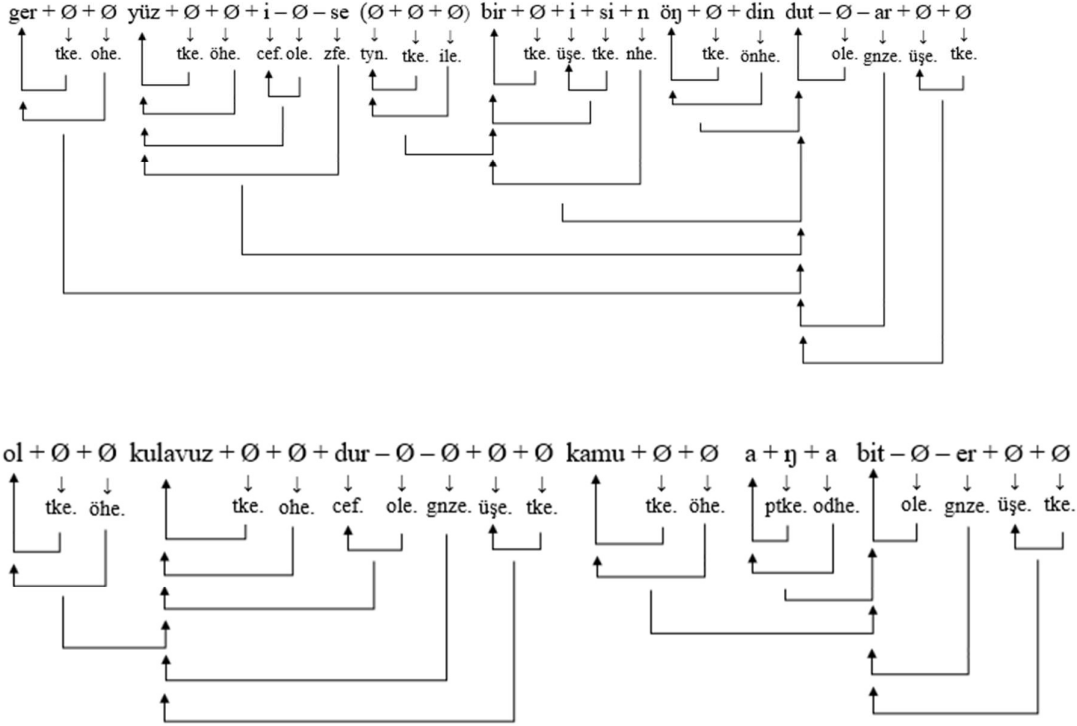 ger + Ø + Ø yüz + Ø + Ø + i – Ø – se (Ø + Ø + Ø) bir + Ø + i + si + n öŋ + Ø + din dut – Ø – ar + Ø + Ø
↓ ↓ ↓ ↓ ↓ ↓ ↓ ↓ ↓ ↓ ↓ ↓ ↓ ↓ ↓ ↓ ↓ ↓ ↓ ↓
tke. ohe. tke. öhe. cef. ole. zfe. tyn. tke. ile. tke. üşe. tke. nhe. tke. önhe. ole. gnze. üşe. tke.
ol + Ø + Ø kulavuz + Ø + Ø + dur – Ø – Ø + Ø + Ø kamu + Ø + Ø a + ŋ + a bit – Ø – er + Ø + Ø
↓ ↓ ↓ ↓ ↓ ↓ ↓ ↓ ↓ ↓ ↓ ↓ ↓ ↓ ↓ ↓ ↓
tke. öhe. tke. ohe. cef. ole. gnze. üşe. tke. tke. öhe. ptke. odhe. ole. gnze. üşe. tke.